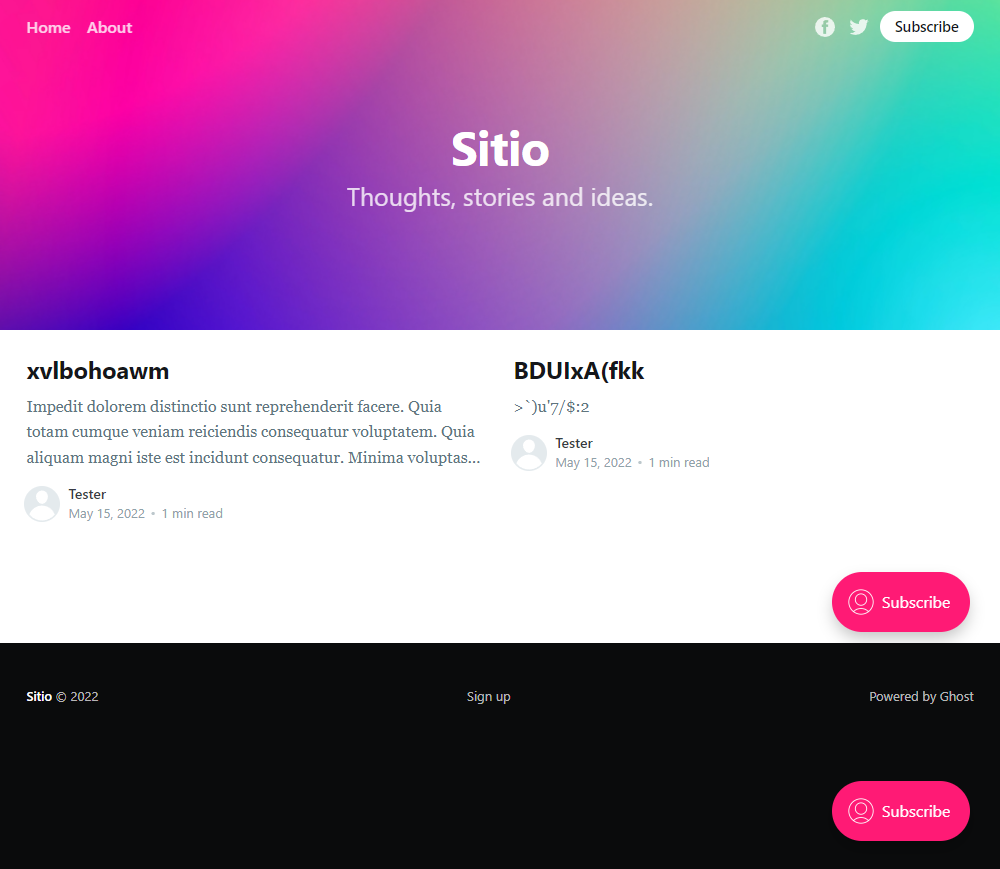 Home About Subscribe
Sitio
Thoughts, stories and ideas.
xvlbohoawm
Impedit dolorem distinctio sunt reprehenderit facere. Quia
totam cumque veniam reiciendis consequatur voluptatem. Quia
aliquam magni iste est incidunt consequatur. Minima voluptas…
Tester
May 15, 2022 • 1 min read
BDUIxA(fkk
>`)u'7/$:2
Tester
May 15, 2022 • 1 min read
Subscribe
Sitio © 2022 Sign up Powered by Ghost
Subscribe